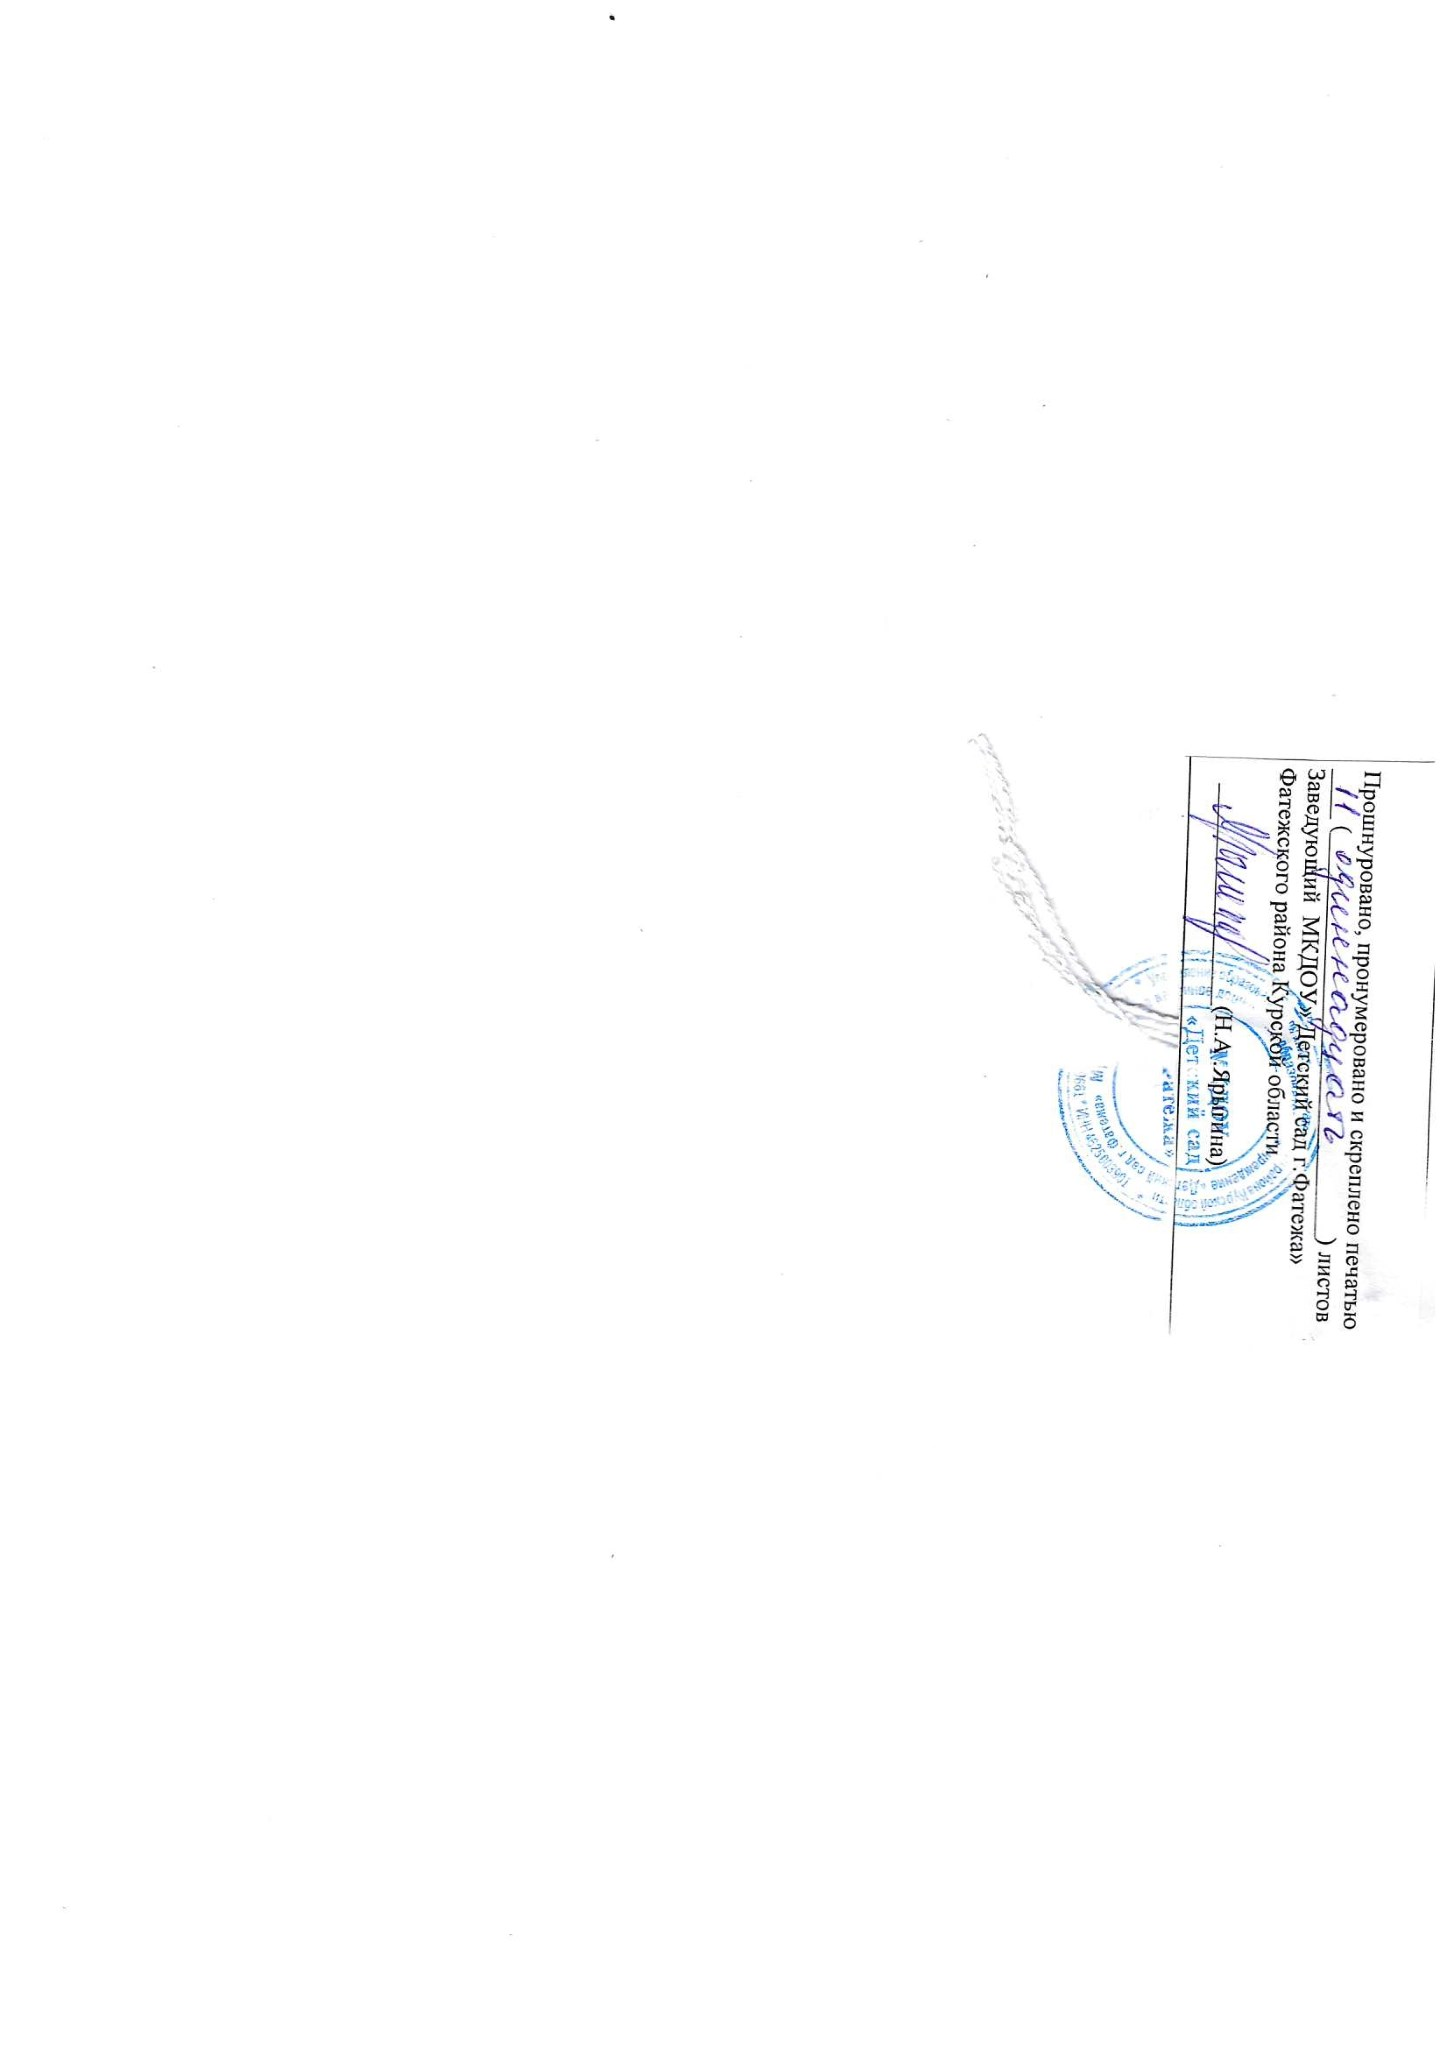 Прошнуровано, пронумеровано и скреплено печатью
11 (одиннадцать) листов
Заведующий МКДОУ »Детский сад г.Фатежа»
Фатежского района Курской области
(Н.А.Ярыгина)
«Детский сад